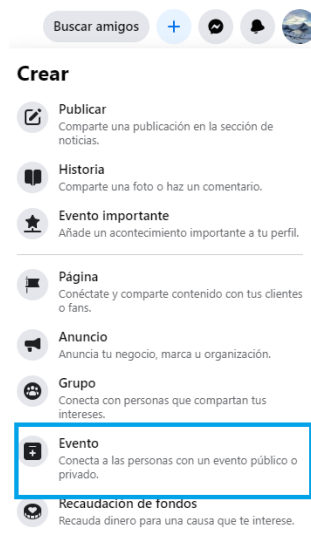 Buscar amigos
Crear
Publicar
Comparte una publicación en la sección de
noticias.
Historia
Comparte una foto o haz un comentario.
Evento importante
Añade un acontecimiento importante a tu perfil.
Página
Conéctate y comparte contenido con tus clientes
o fans.
Anuncio
Anuncia tu negocio, marca u organización.
Grupo
Conecta con personas que compartan tus
intereses.
Evento
Conecta a las personas con un evento público o
privado.
Recaudación de fondos
Recauda dinero para una causa que te interese.